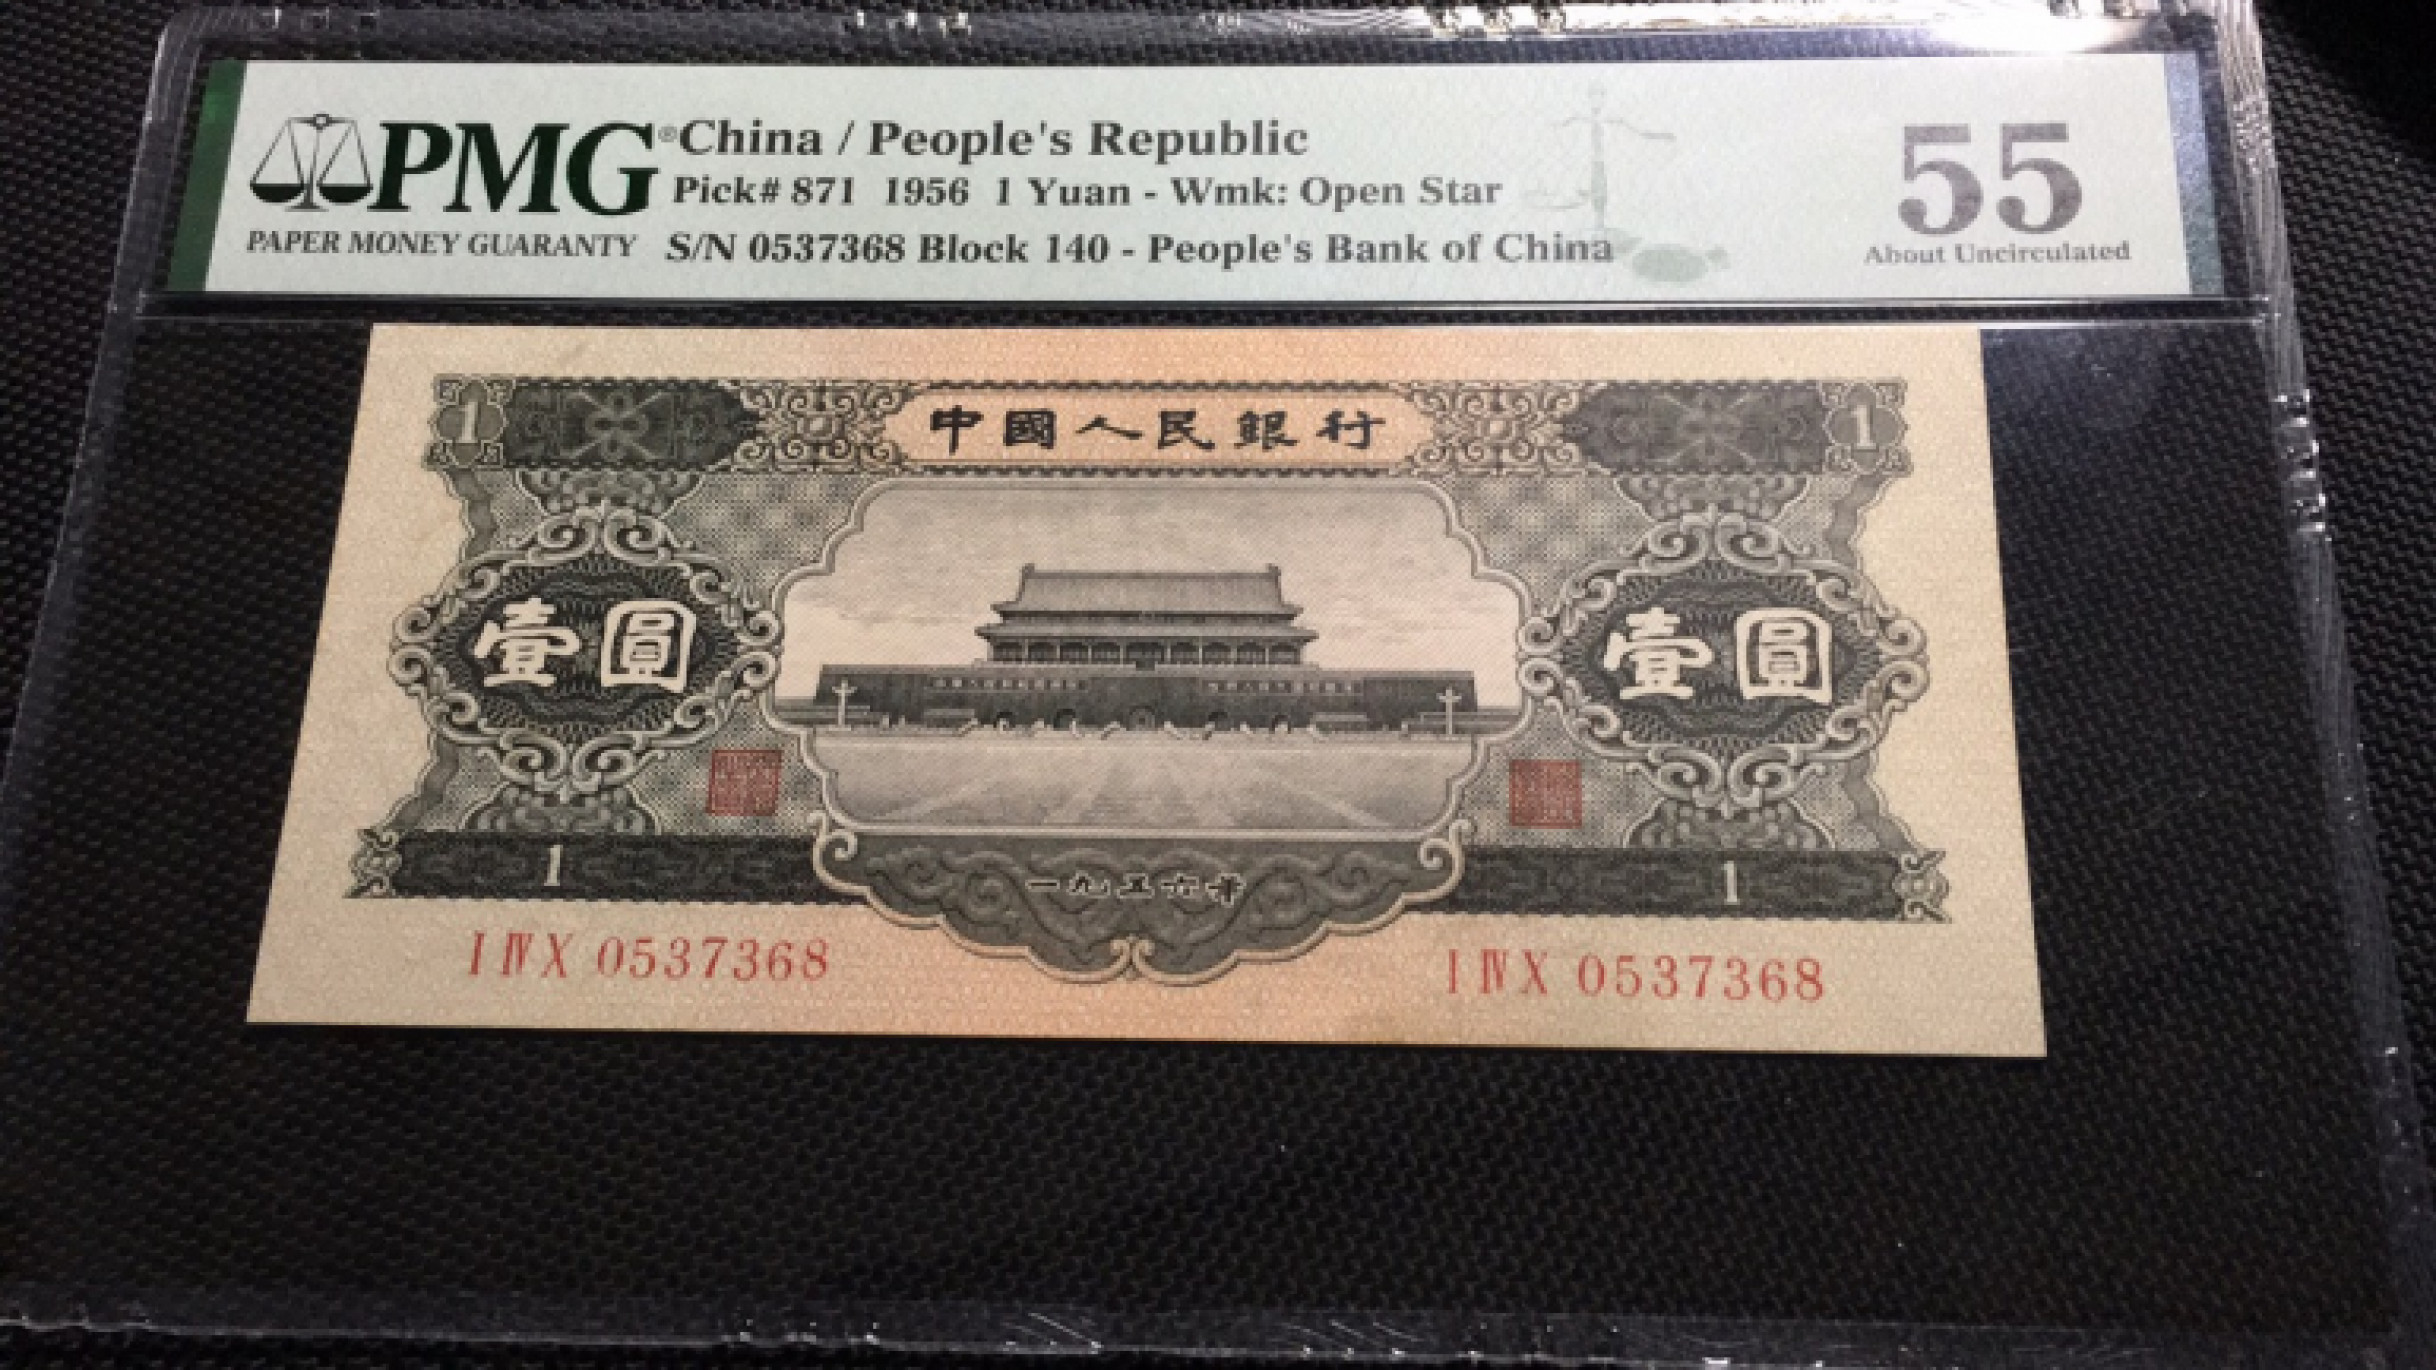 PMG® China / People's Republic 55
Pick# 871 1956 1 Yuan - Wmk: Open Star
PAPER MONEY GUARANTY S/N 0537368 Block 140 - People's Bank of China About Uncirculated
1 中國人民銀行 1
壹圓 壹圓
1 一九五六年 1
I IV X 0537368 I IV X 0537368